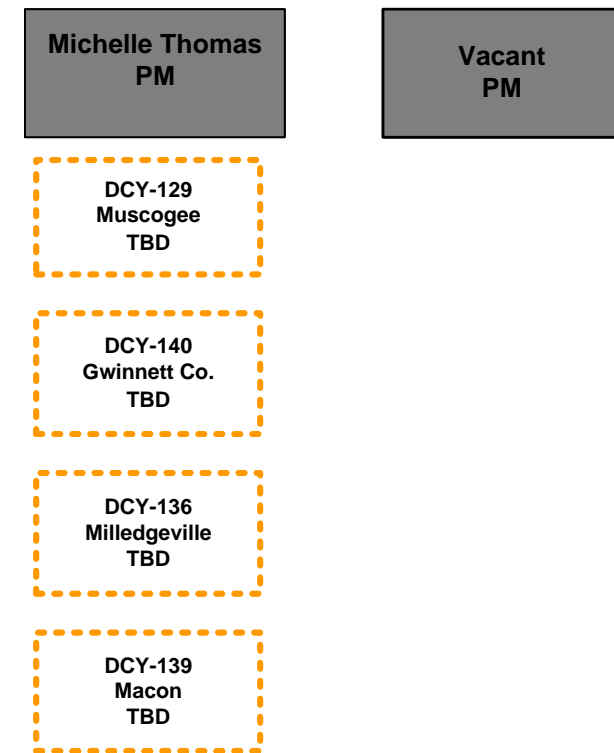 Michelle Thomas
PM
Vacant
PM
DCY-129
Muscogee
TBD
DCY-140
Gwinnett Co.
TBD
DCY-136
Milledgeville
TBD
DCY-139
Macon
TBD